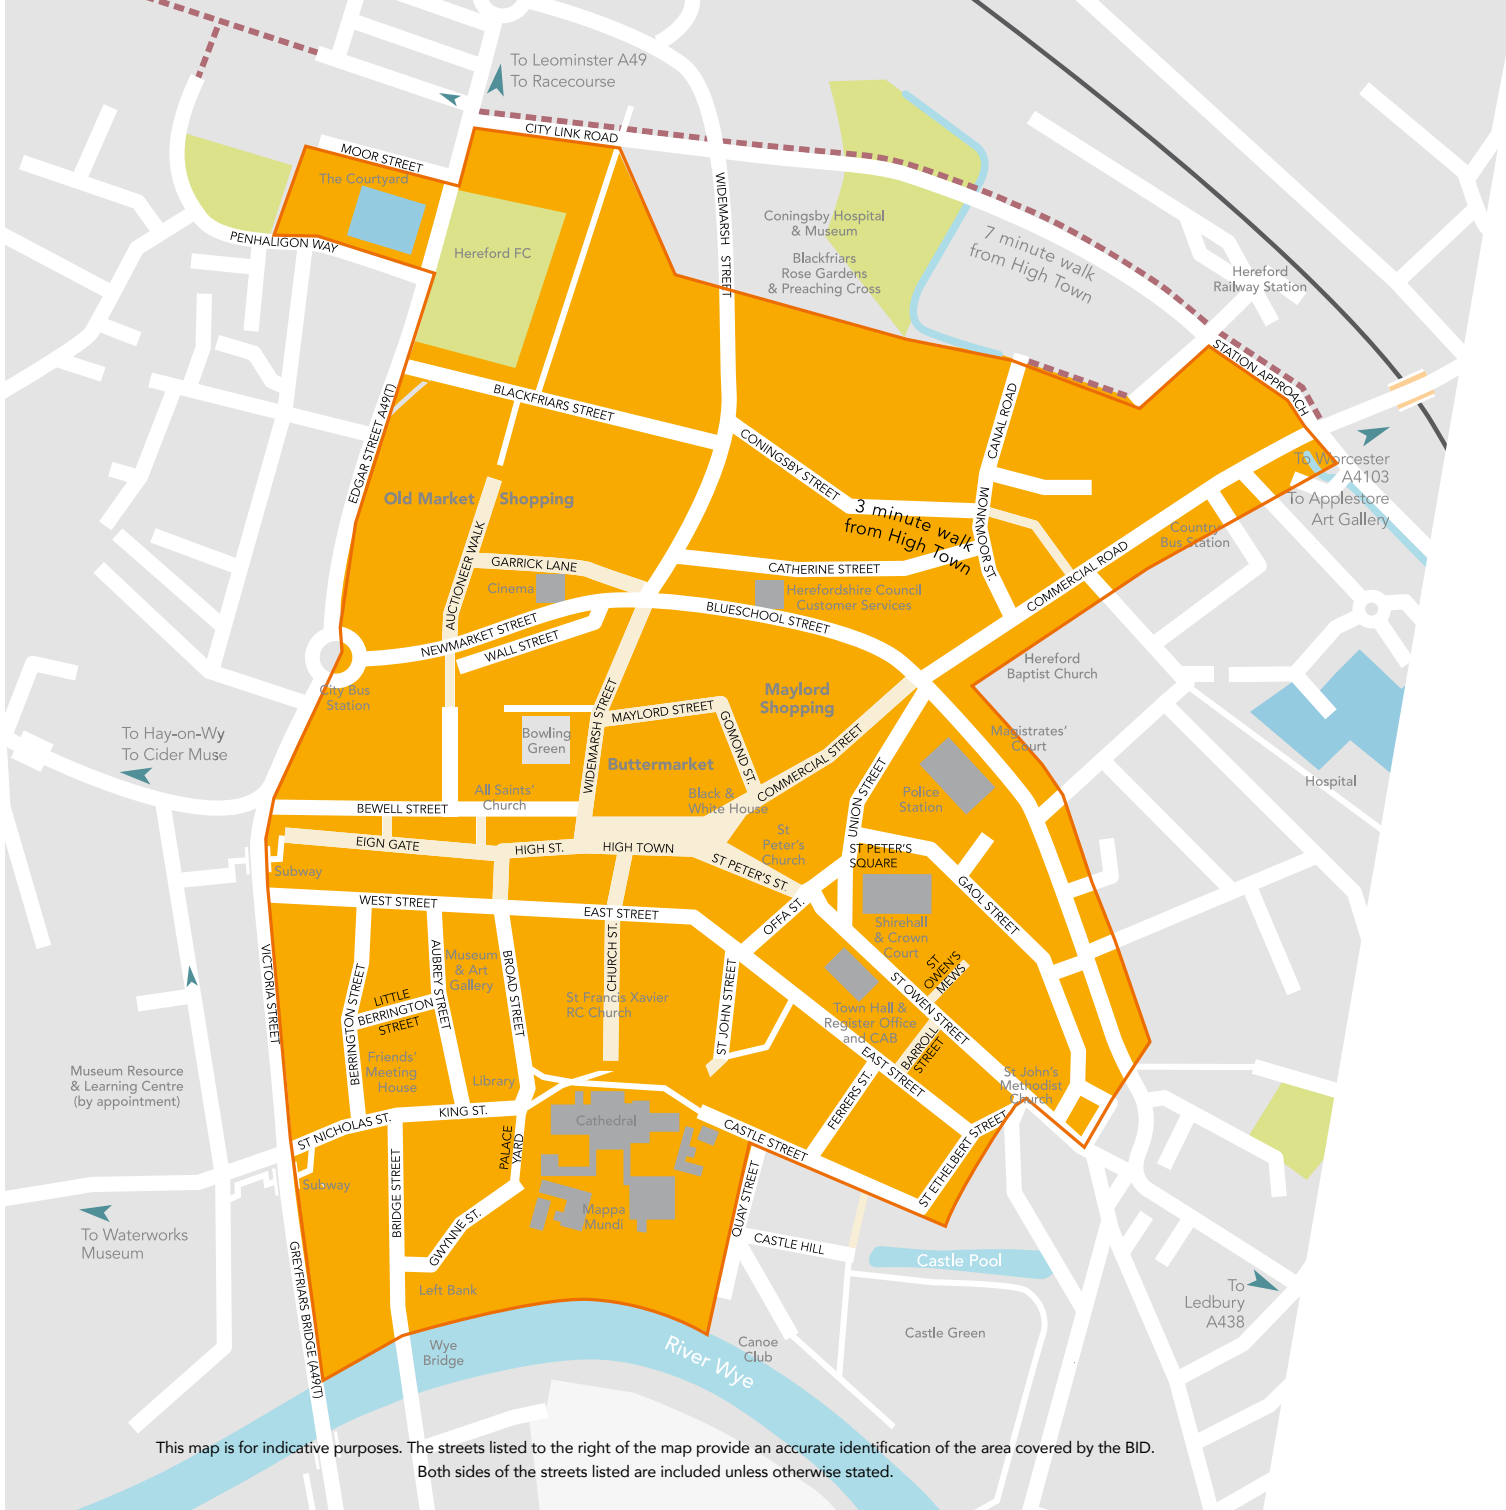 To Leominster A49
To Racecourse
CITY LINK ROAD
MOOR STREET
The Courtyard
PENHALIGON WAY
Hereford FC
WIDEMARSH STREET
Coningsby Hospital
& Museum
Blackfriars
Rose Gardens
& Preaching Cross
7 minute walk
from High Town
Hereford
Railway Station
STATION APPROACH
EDGAR STREET A49(T)
BLACKFRIARS STREET
CONINGSBY STREET
CANAL ROAD
To Worcester
A4103
To Applestore
Art Gallery
Old Market Shopping
3 minute walk
from High Town
MONKMOOR ST.
Country
Bus Station
AUCTIONEER WALK
GARRICK LANE
Cinema
CATHERINE STREET
Herefordshire Council
Customer Services
COMMERCIAL ROAD
BLUESCHOOL STREET
NEWMARKET STREET
WALL STREET
Hereford
Baptist Church
City Bus
Station
Maylord
Shopping
MAYLORD STREET
GOMOND ST.
WIDEMARSH STREET
To Hay-on-Wy
To Cider Muse
Bowling
Green
Buttermarket
COMMERCIAL STREET
Magistrates'
Court
UNION STREET
Police
Station
Hospital
All Saints'
Church
Black &
White House
BEWELL STREET
EIGN GATE
HIGH ST.
HIGH TOWN
St
Peter's
Church
ST PETER'S
SQUARE
ST PETER'S ST.
Subway
WEST STREET
EAST STREET
OFFA ST.
GAOL STREET
Shirehall
& Crown
Court
VICTORIA STREET
AUBREY STREET
Museum
& Art
Gallery
BROAD STREET
CHURCH ST.
ST JOHN STREET
ST
OWEN'S
MEWS
ST OWEN STREET
BERRINGTON STREET
LITTLE
BERRINGTON
STREET
St Francis Xavier
RC Church
Town Hall &
Register Office
and CAB
BARROLL
STREET
EAST STREET
Friends'
Meeting
House
Library
Museum Resource
& Learning Centre
(by appointment)
FERRERS ST.
St John's
Methodist
Church
ST NICHOLAS ST.
KING ST.
Cathedral
CASTLE STREET
PALACE
YARD
ST ETHELBERT STREET
Subway
BRIDGE STREET
Mappa
Mundi
QUAY STREET
GWYNNE ST.
To Waterworks
Museum
CASTLE HILL
Castle Pool
GREYFRIARS BRIDGE (A49(T)
Left Bank
To
Ledbury
A438
Wye
Bridge
River Wye
Canoe
Club
Castle Green
This map is for indicative purposes. The streets listed to the right of the map provide an accurate identification of the area covered by the BID.
Both sides of the streets listed are included unless otherwise stated.